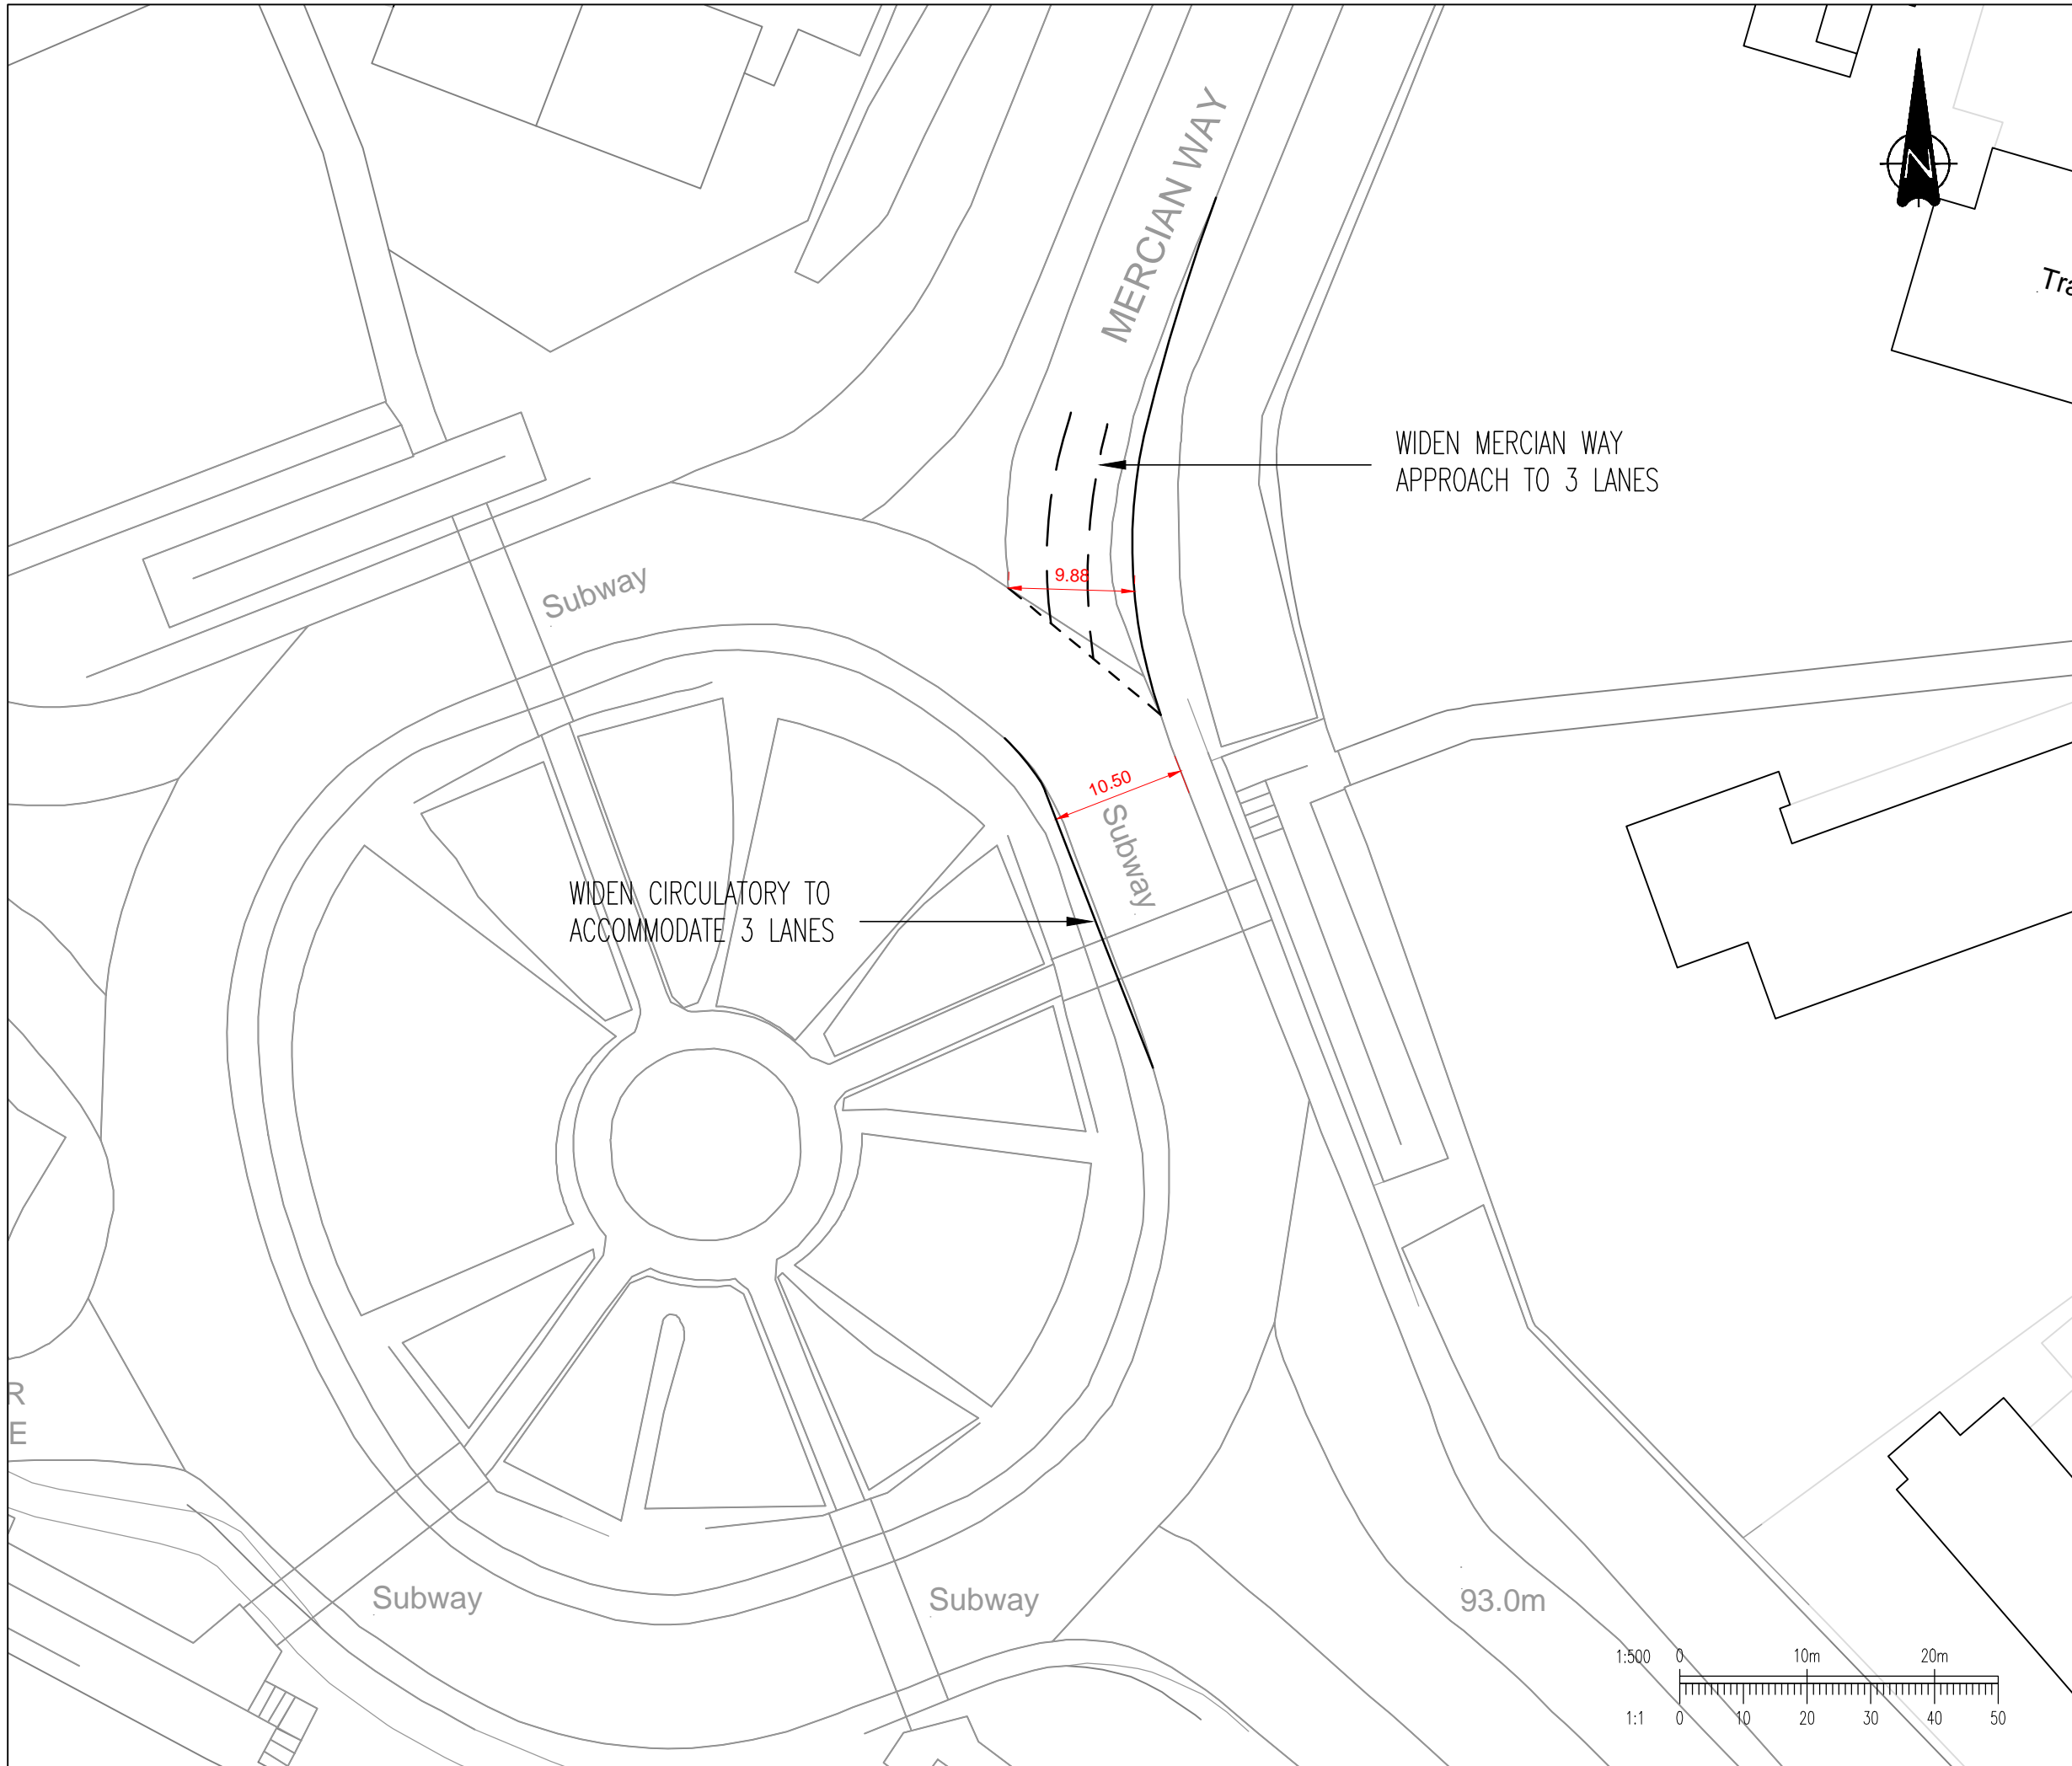 MERCIAN WAY
N
Tra
WIDEN MERCIAN WAY
APPROACH TO 3 LANES
9.88
Subway
10.50
Subway
WIDEN CIRCULATORY TO
ACCOMMODATE 3 LANES
R
E
Subway
Subway
93.0m
1:500 0 10m 20m
1:1 0 10 20 30 40 50